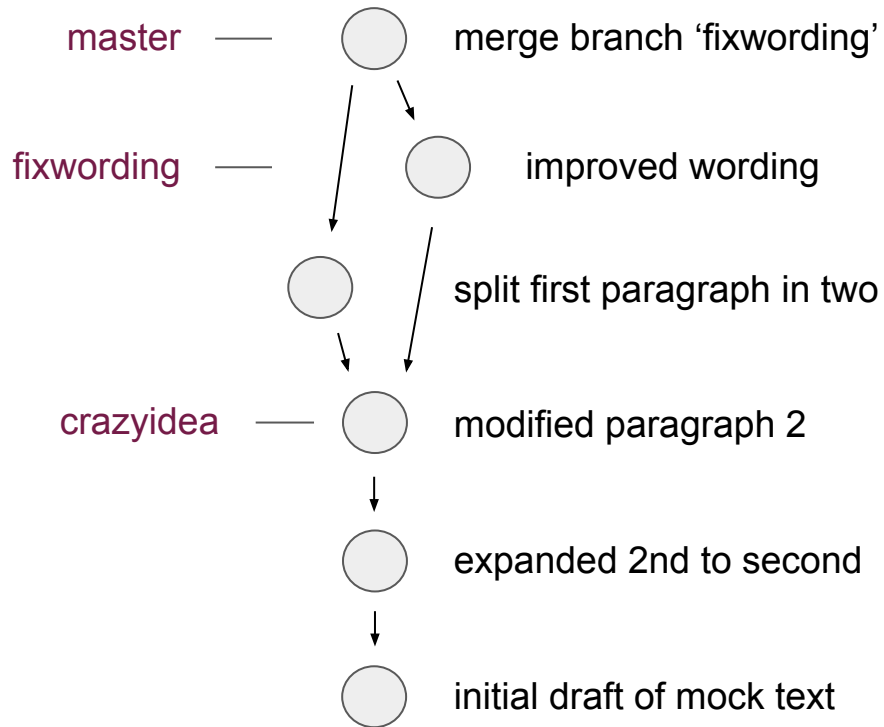 master
merge branch ‘fixwording’
fixwording
improved wording
split first paragraph in two
crazyidea
modified paragraph 2
expanded 2nd to second
initial draft of mock text